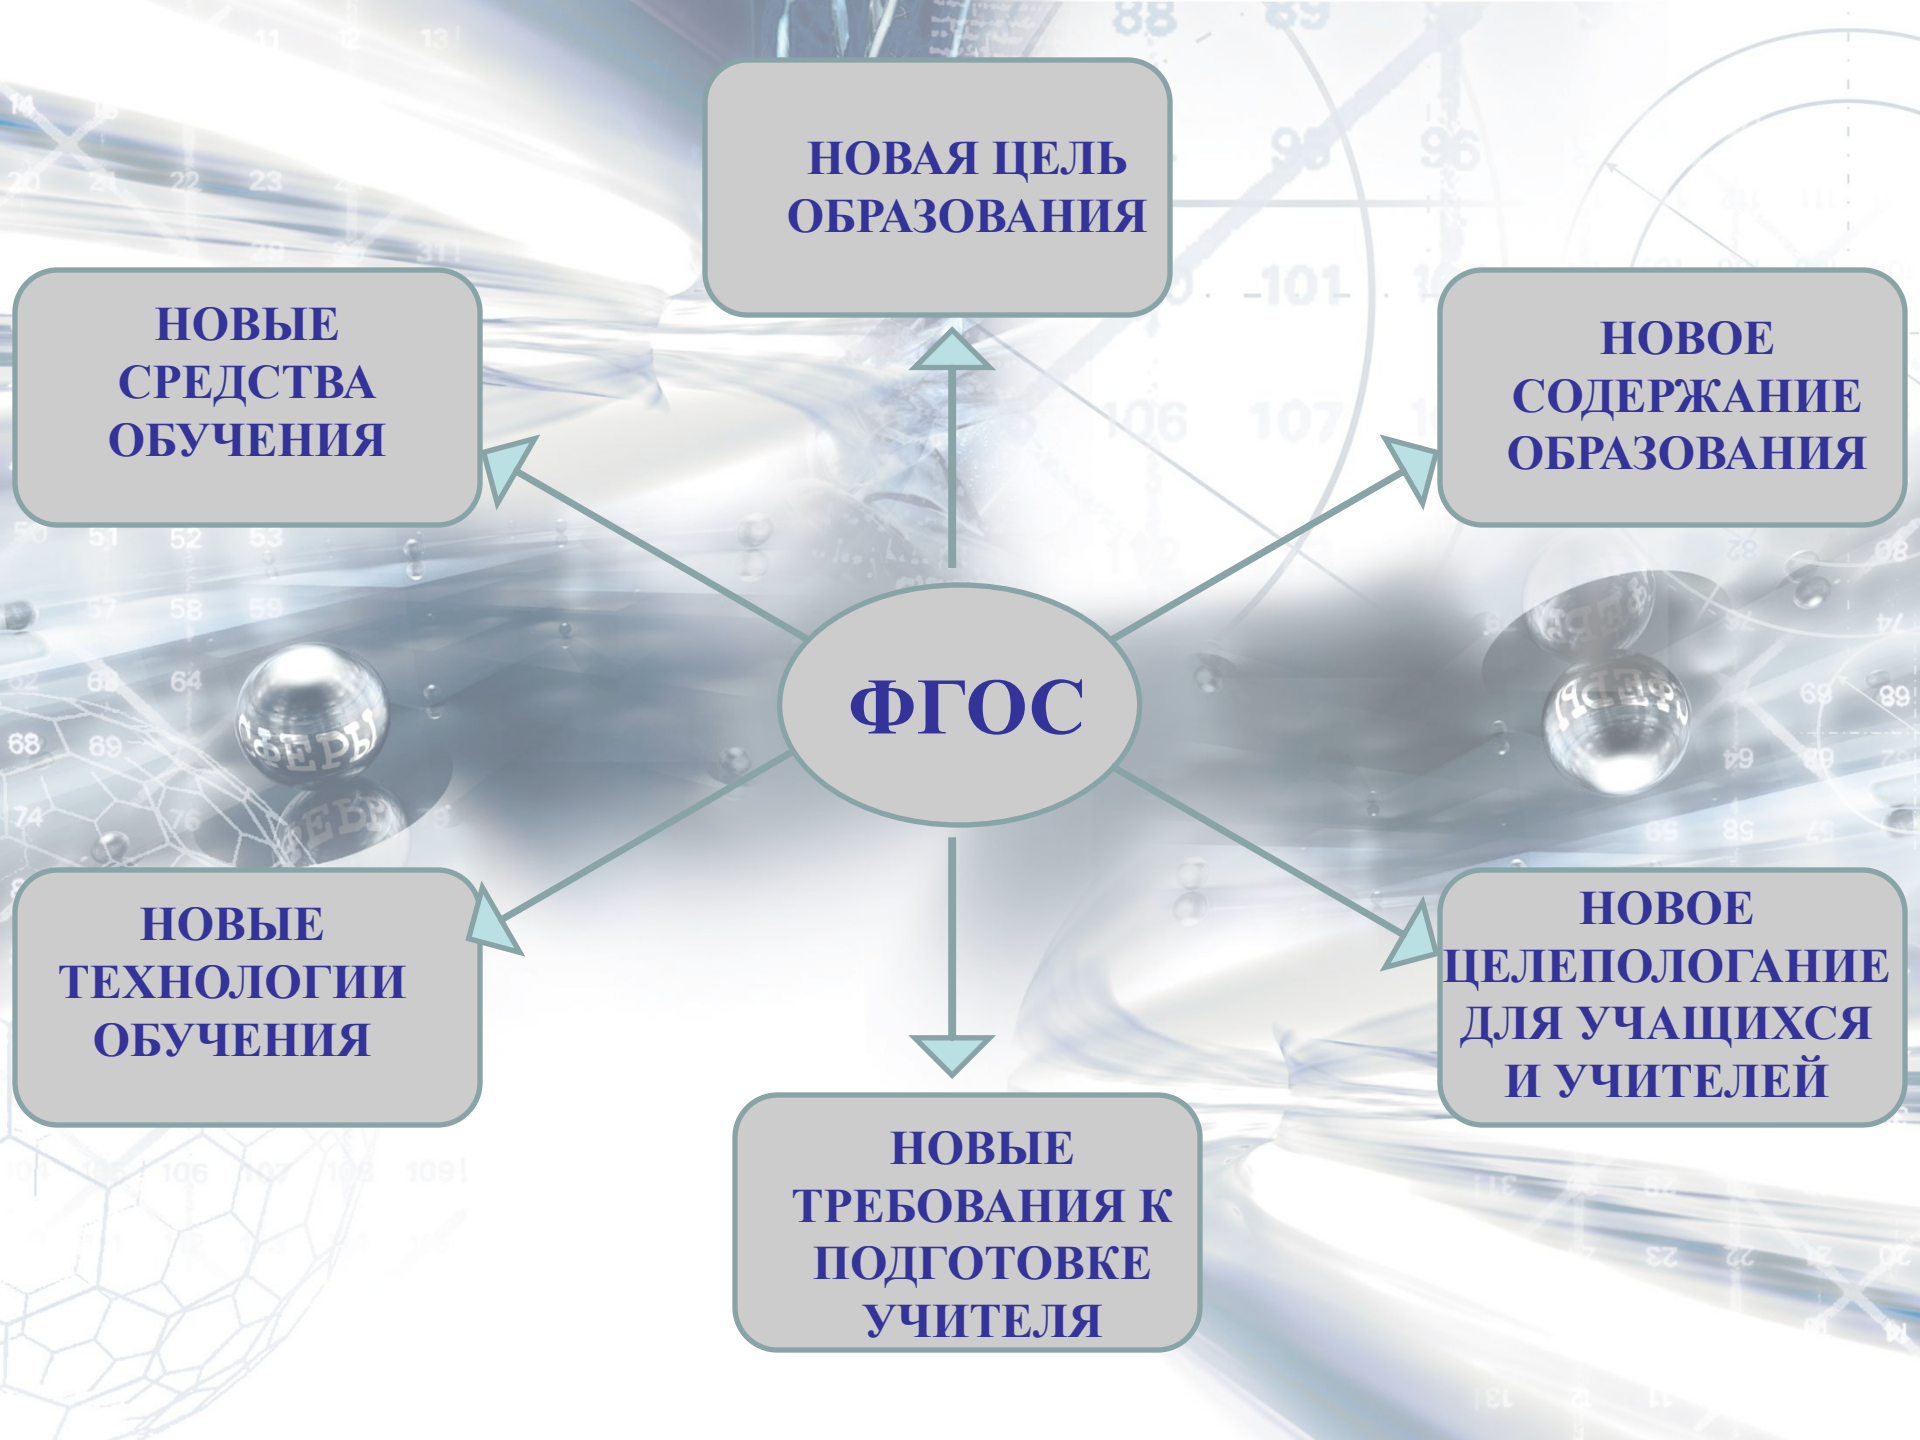 НОВАЯ ЦЕЛЬ
ОБРАЗОВАНИЯ
НОВЫЕ
СРЕДСТВА
ОБУЧЕНИЯ
НОВОЕ
СОДЕРЖАНИЕ
ОБРАЗОВАНИЯ
ФГОС
НОВЫЕ
ТЕХНОЛОГИИ
ОБУЧЕНИЯ
НОВОЕ
ЦЕЛЕПОЛОГАНИЕ
ДЛЯ УЧАЩИХСЯ
И УЧИТЕЛЕЙ
НОВЫЕ
ТРЕБОВАНИЯ К
ПОДГОТОВКЕ
УЧИТЕЛЯ